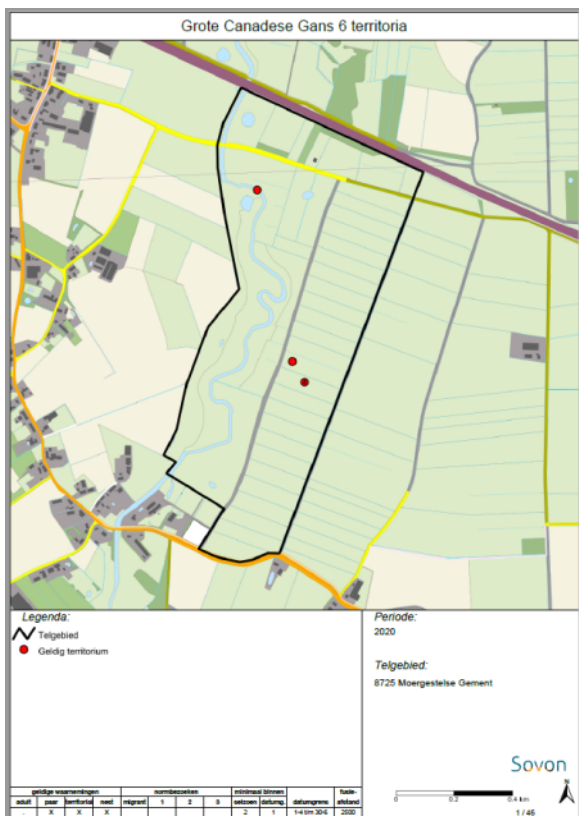 Grote Canadese Gans 6 territoria
Legenda:
Telgebied
Geldig territorium
Periode:
2020
Telgebied:
8725 Moergestelse Gement
Sovon
0 0.2 0.4 km
N
1 / 45
geldige waarnemingen normbezoeken minimaal binnen fusie-
adult paar territoriaal nest migrant 1 2 3 seizoen datumg. datumgrens afstand
. X X X 2 1 1-4 t/m 30-6 2500